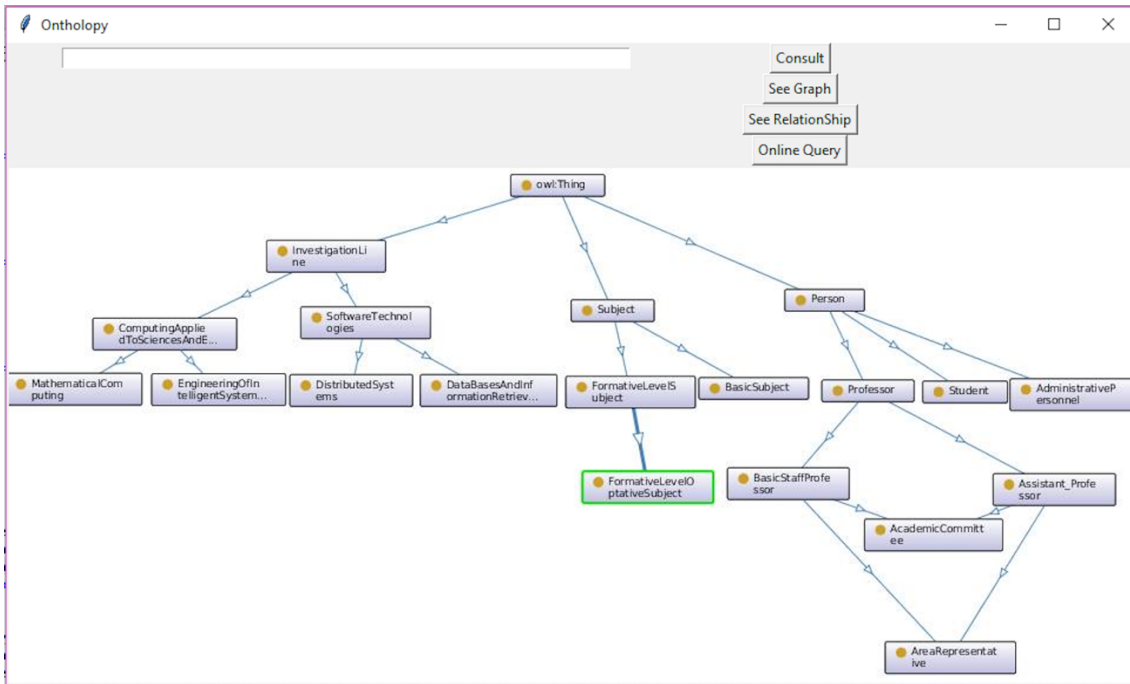 Ontholopy
Consult
See Graph
See RelationShip
Online Query
owl:Thing
InvestigationLi
ne
Person
Subject
SoftwareTechnol
ogies
ComputingApplie
dToSciencesAndE...
MathematicalCom
puting
EngineeringOfIn
telligentSystem...
DistributedSyst
ems
DataBasesAndInf
ormationRetriev...
FormativeLevelS
ubject
BasicSubject
Professor
Student
AdministrativeP
ersonnel
FormativeLevelO
ptativeSubject
BasicStaffProfe
ssor
Assistant_Profe
ssor
AcademicCommitt
ee
AreaRepresentat
ive